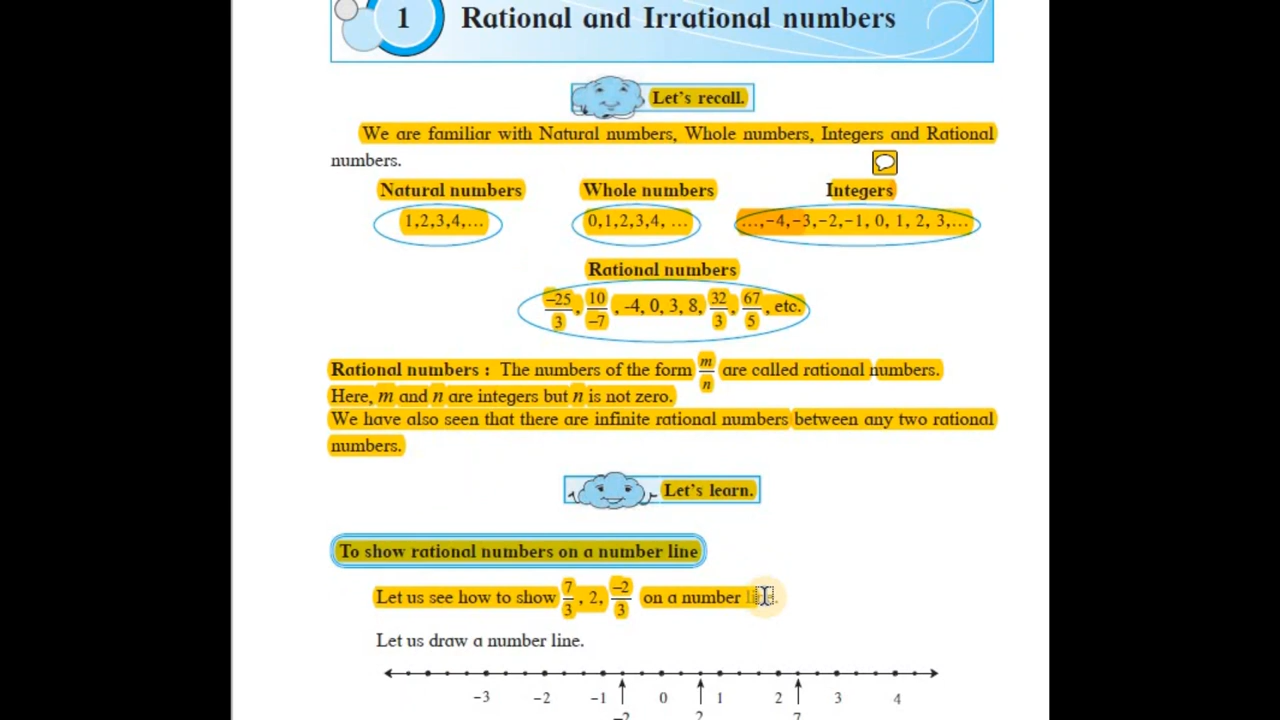 1 Rational and Irrational numbers
Let's recall.
We are familiar with Natural numbers, Whole numbers, Integers and Rational
numbers.
Natural numbers Whole numbers Integers
1,2,3,4,... 0,1,2,3,4, ... ...,-4,-3,-2,-1, 0, 1, 2, 3,...
Rational numbers
-25/3, 10/-7, -4, 0, 3, 8, 32/3, 67/5, etc.
Rational numbers : The numbers of the form m/n are called rational numbers.
Here, m and n are integers but n is not zero.
We have also seen that there are infinite rational numbers between any two rational
numbers.
Let's learn.
To show rational numbers on a number line
Let us see how to show 7/3, 2, -2/3 on a number
Let us draw a number line.
-3 -2 -1 0 1 2 3 4
-2 2 7